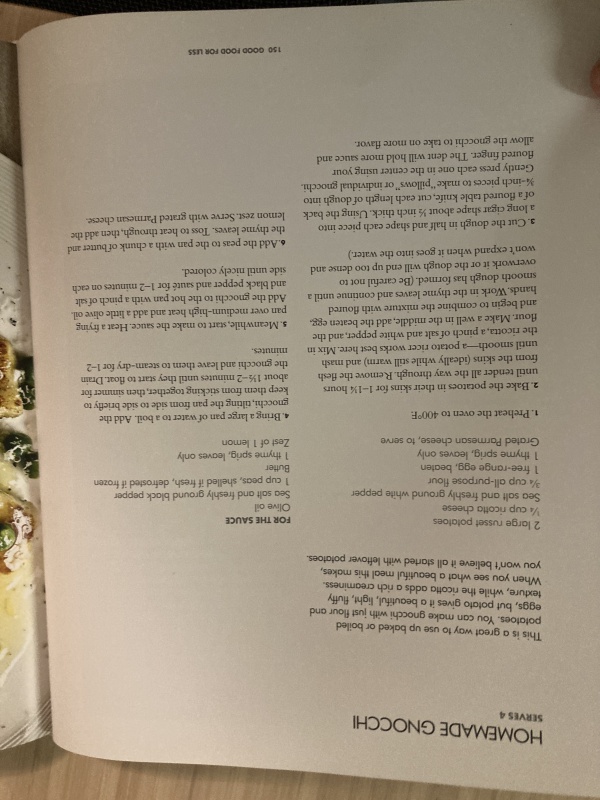 HOMEMADE GNOCCHI
SERVES 4
This is a great way to use up baked or boiled
potatoes. You can make gnocchi with just flour and
eggs, but potato gives it a beautiful, light, fluffy
texture, while the ricotta adds a rich creaminess.
When you see what a beautiful meal this makes,
you won't believe it all started with leftover potatoes.
2 large russet potatoes
¼ cup ricotta cheese
Sea salt and freshly ground white pepper
¾ cup all-purpose flour
1 free-range egg, beaten
1 thyme sprig, leaves only
Grated Parmesan cheese, to serve
1. Preheat the oven to 400°F
2. Bake the potatoes in their skins for 1–1¼ hours
until tender all the way through. Remove the flesh
from the skins (ideally while still warm) and mash
until smooth—a potato ricer works best here. Mix in
the ricotta, a pinch of salt and white pepper, and the
flour. Make a well in the middle, add the beaten egg,
and begin to combine the mixture with floured
hands. Work in the thyme leaves and continue until a
smooth dough has formed. (Be careful not to
overwork it or the dough will end up too dense and
won't expand when it goes into the water.)
3. Cut the dough in half and shape each piece into
a long cigar shape about ½ inch thick. Using the back
of a floured table knife, cut each length of dough into
¾-inch pieces to make "pillows" or individual gnocchi.
Gently press each one in the center using your
floured finger. The dent will hold more sauce and
allow the gnocchi to take on more flavor.
FOR THE SAUCE
Olive oil
Sea salt and freshly ground black pepper
1 cup peas, shelled if fresh, defrosted if frozen
Butter
1 thyme sprig, leaves only
Zest of 1 lemon
4. Bring a large pan of water to a boil. Add the
gnocchi, tilting the pan from side to side briefly to
keep them from sticking together, then simmer for
about 1½–2 minutes until they start to float. Drain
the gnocchi and leave them to steam-dry for 1–2
minutes.
5. Meanwhile, start to make the sauce. Heat a frying
pan over medium-high heat and add a little olive oil.
Add the gnocchi to the hot pan with a pinch of salt
and black pepper and sauté for 1–2 minutes on each
side until nicely colored.
6. Add the peas to the pan with a chunk of butter and
the thyme leaves. Toss to heat through, then add the
lemon zest. Serve with grated Parmesan cheese.
150 GOOD FOOD FOR LESS